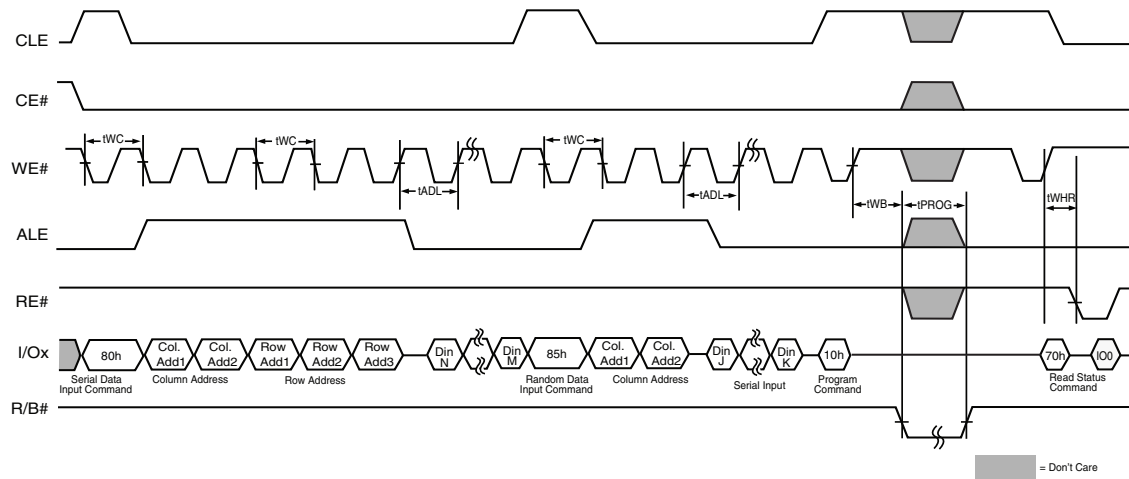 CLE
CE#
tWC
tWC
tWC
WE#
tADL
tADL
tWB
tPROG
tWHR
ALE
RE#
I/Ox
80h
Col. Add1
Col. Add2
Row Add1
Row Add2
Row Add3
Din N
Din M
85h
Col. Add1
Col. Add2
Din J
Din K
10h
70h
IO0
Serial Data
Input Command
Column Address
Row Address
Random Data
Input Command
Column Address
Serial Input
Program
Command
Read Status
Command
R/B#
= Don't Care